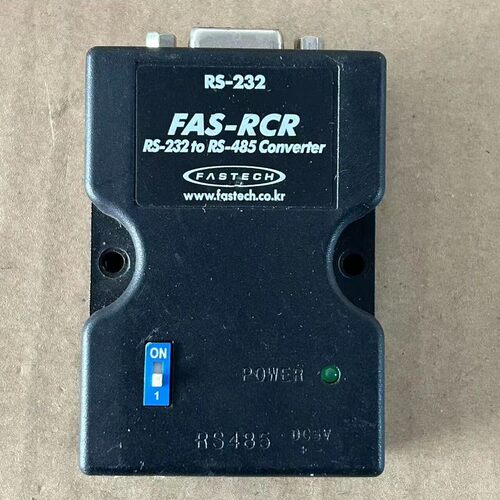 RS-232
FAS-RCR
RS-232 to RS-485 Converter
FASTECH
www.fastech.co.kr
ON
1
POWER
RS485
DC5V